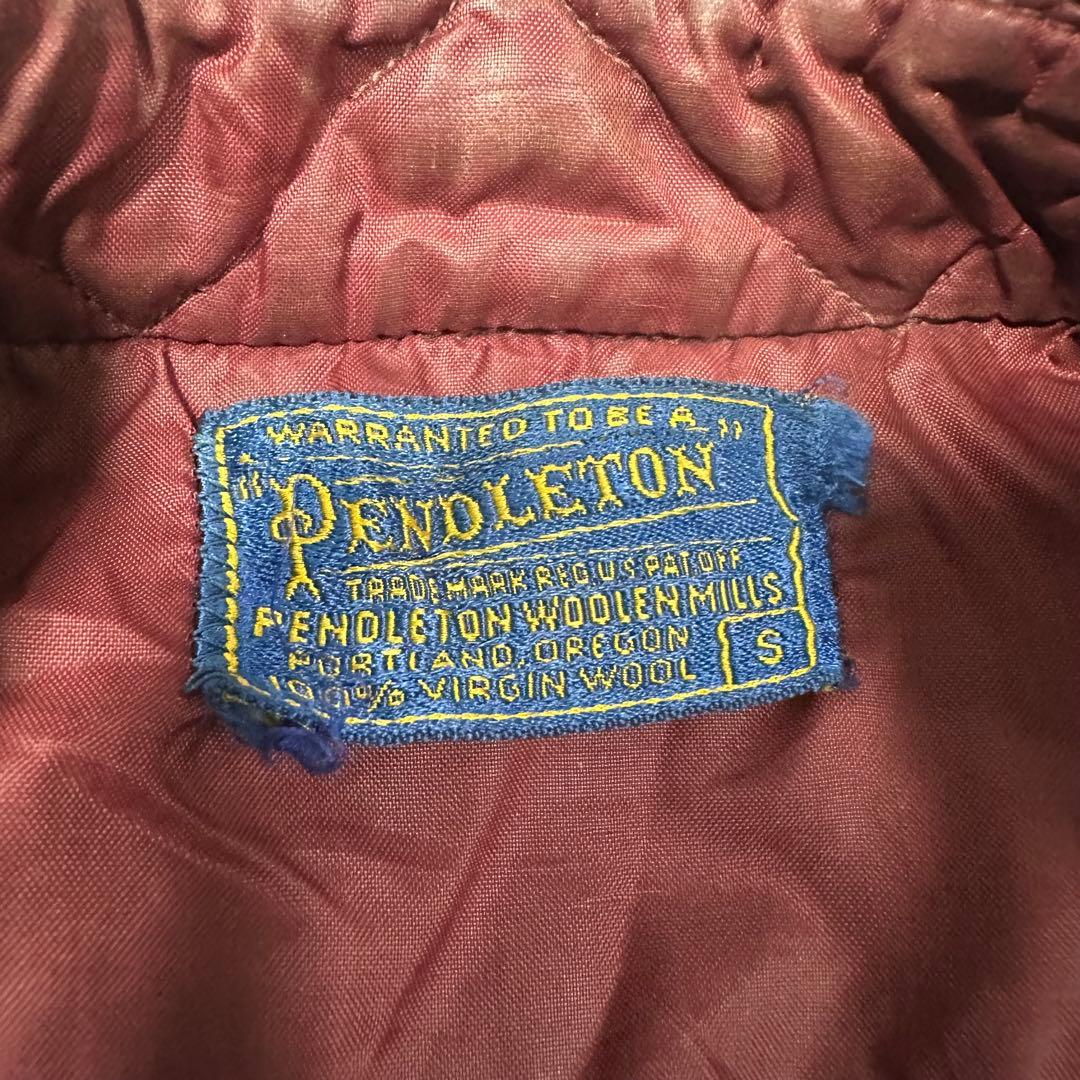 WARRANTED TO BE A
"PENDLETON"
TRADE MARK REG. U.S. PAT. OFF
PENDLETON WOOLEN MILLS
PORTLAND, OREGON
100% VIRGIN WOOL
S